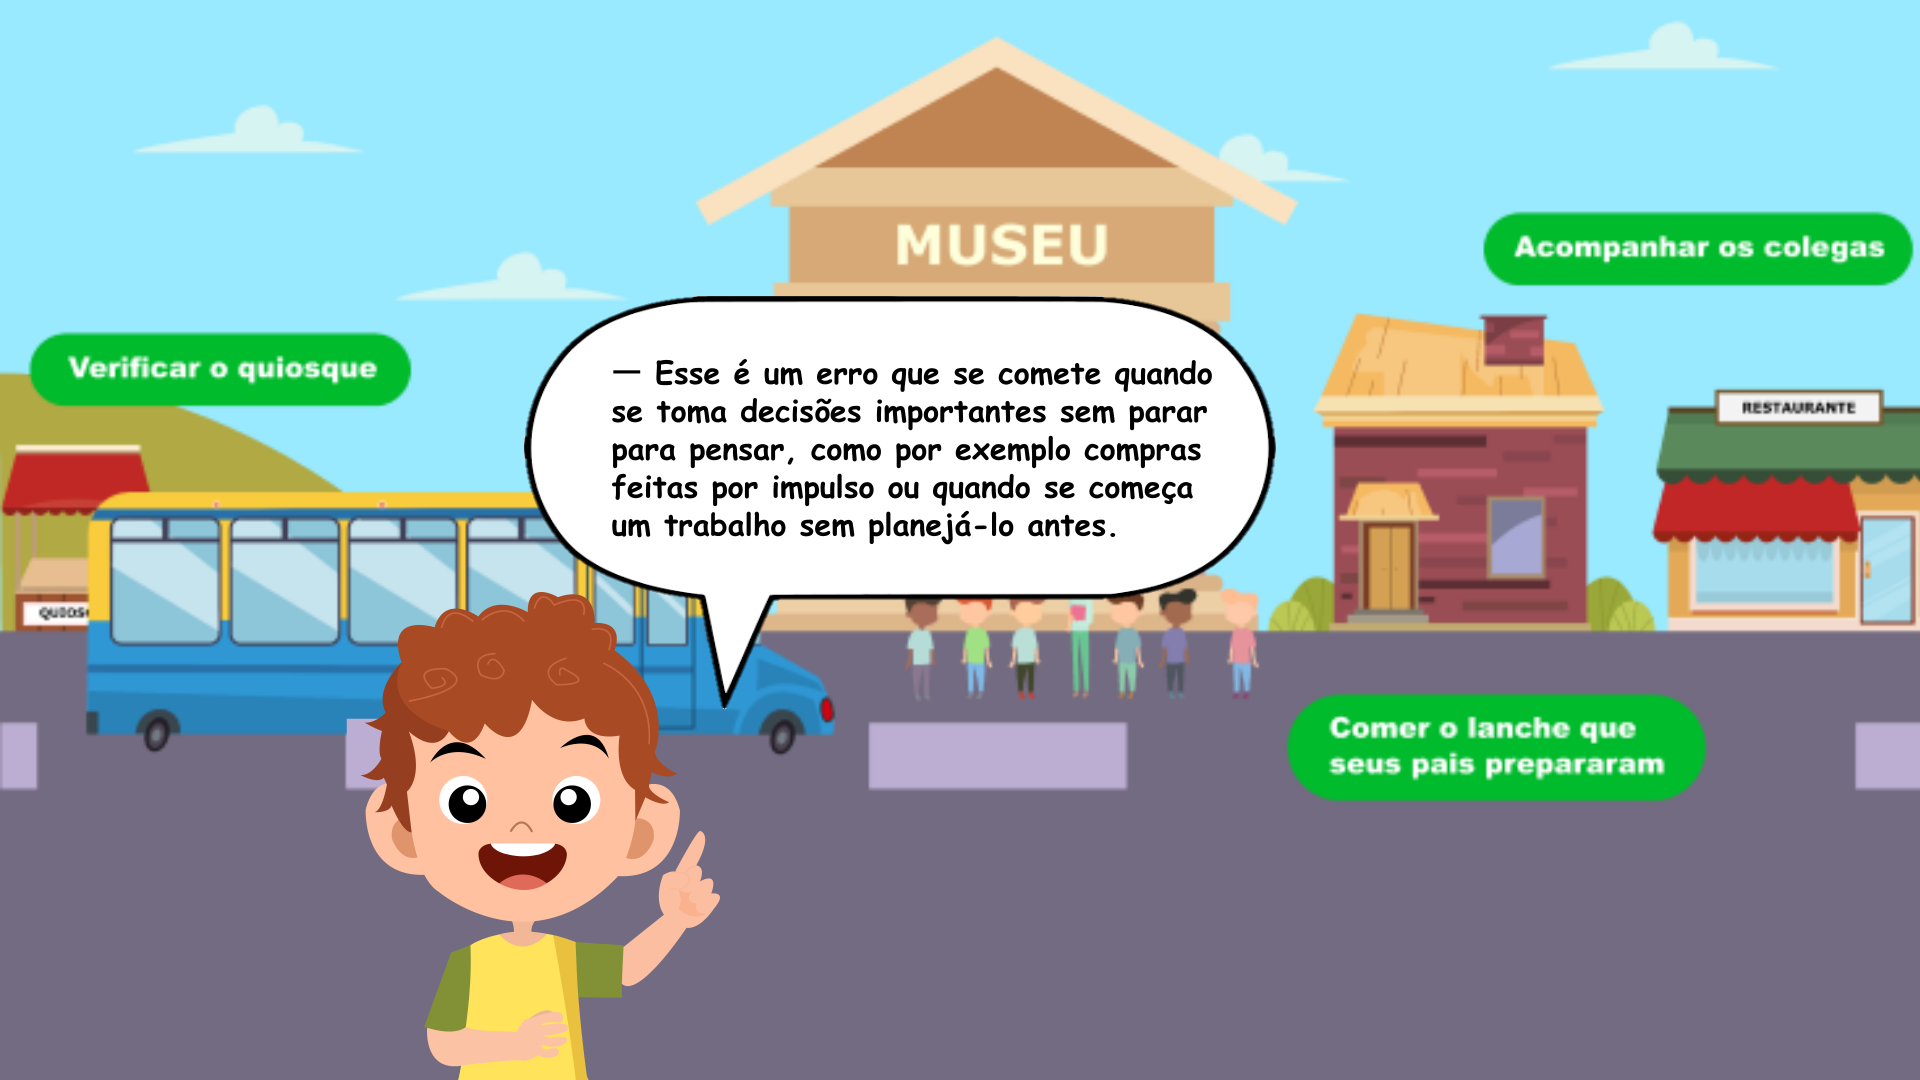 MUSEU
Acompanhar os colegas
Verificar o quiosque
— Esse é um erro que se comete quando
se toma decisões importantes sem parar
para pensar, como por exemplo compras
feitas por impulso ou quando se começa
um trabalho sem planejá-lo antes.
RESTAURANTE
Comer o lanche que
seus pais prepararam